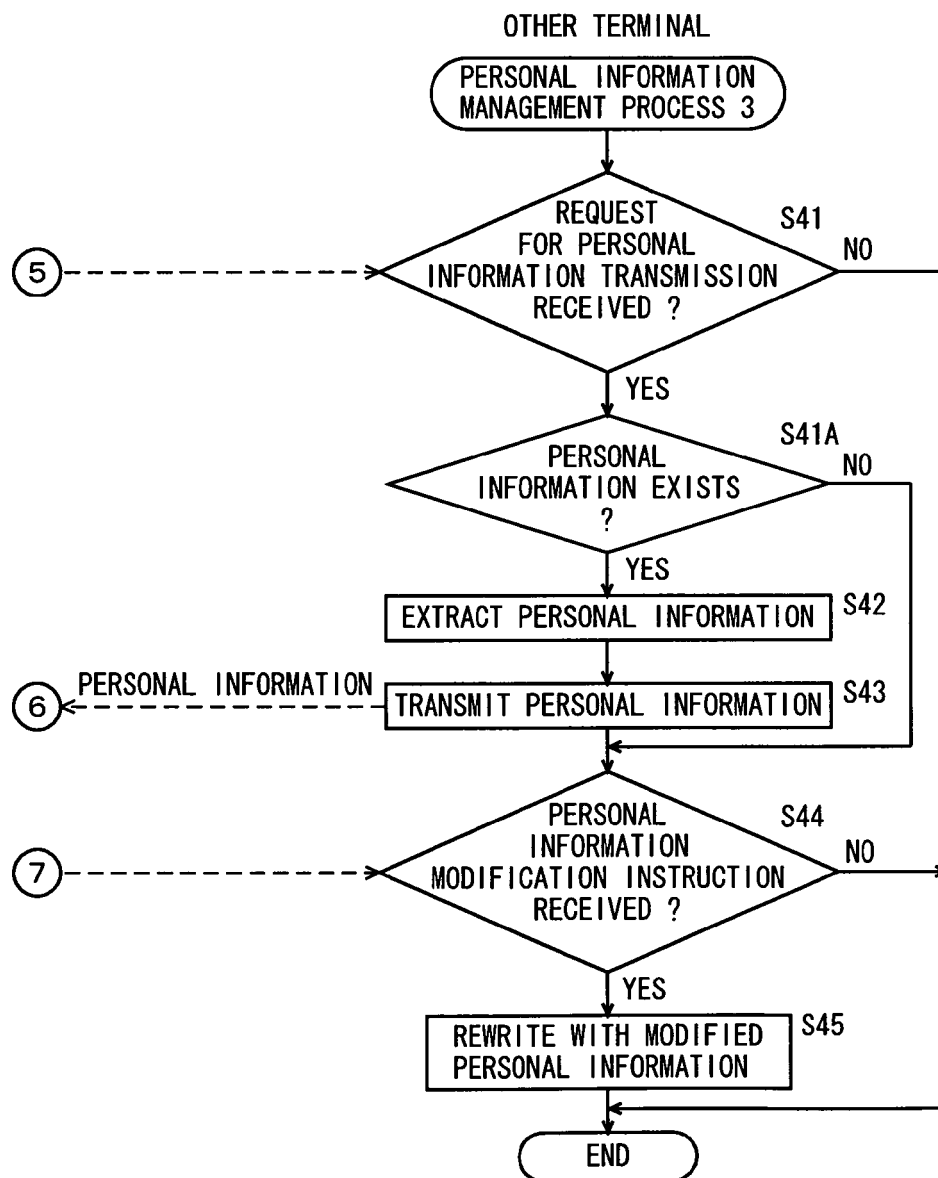 OTHER TERMINAL
PERSONAL INFORMATION
MANAGEMENT PROCESS 3
REQUEST
FOR PERSONAL
INFORMATION TRANSMISSION
RECEIVED ?
S41
NO
5
YES
PERSONAL
INFORMATION EXISTS
?
S41A
NO
YES
EXTRACT PERSONAL INFORMATION
S42
PERSONAL INFORMATION
6
TRANSMIT PERSONAL INFORMATION
S43
PERSONAL
INFORMATION
MODIFICATION INSTRUCTION
RECEIVED ?
S44
NO
7
YES
REWRITE WITH MODIFIED
PERSONAL INFORMATION
S45
END